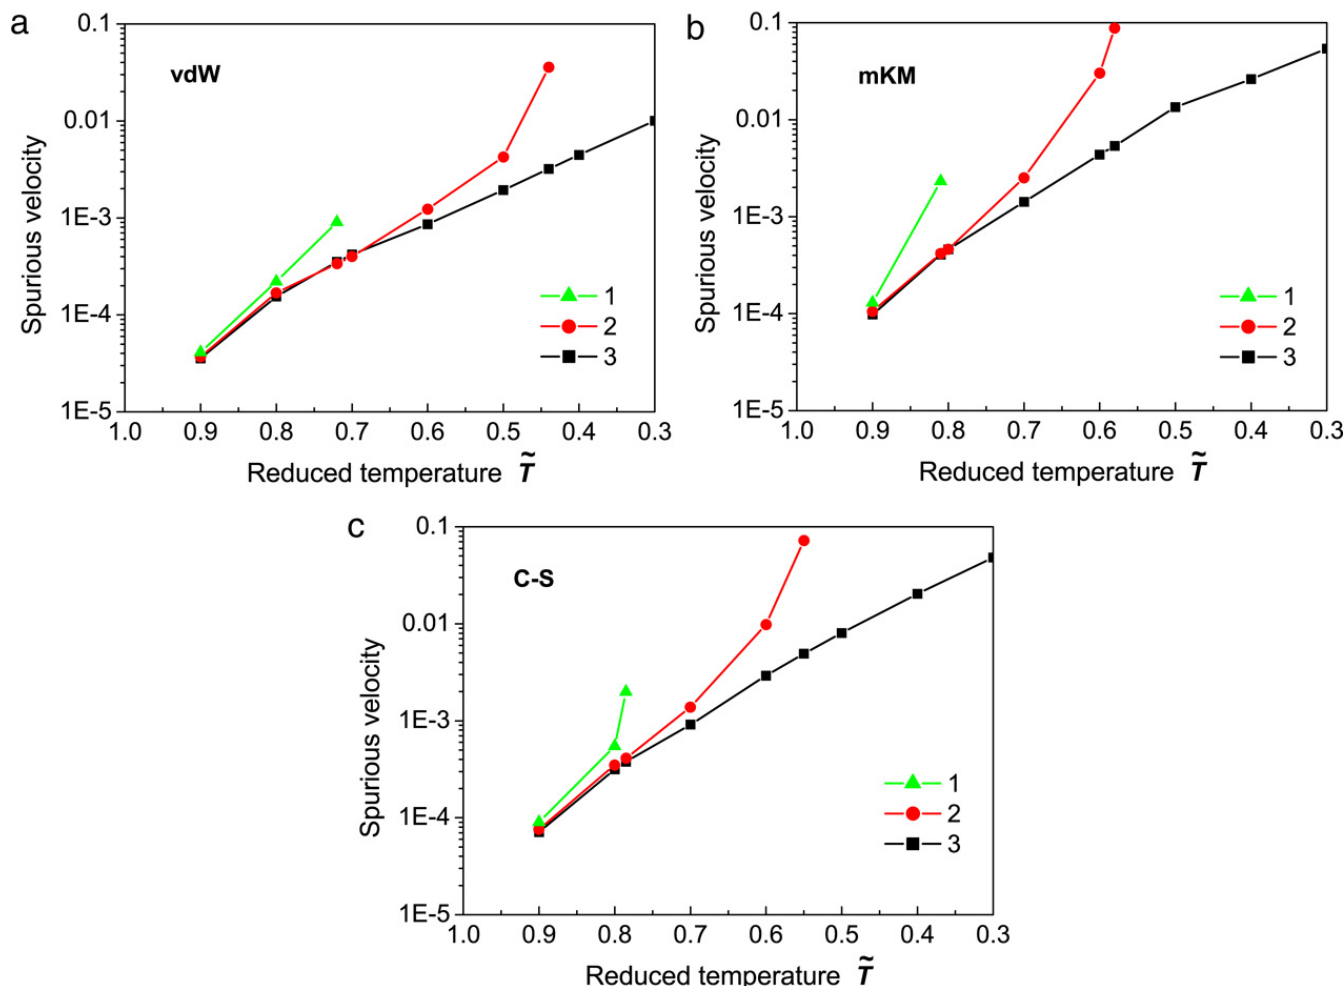 a
vdW
0.1
0.01
1E-3
1E-4
1E-5
Spurious velocity
1
2
3
1.0 0.9 0.8 0.7 0.6 0.5 0.4 0.3
Reduced temperature T̃
b
mKM
0.1
0.01
1E-3
1E-4
1E-5
Spurious velocity
1
2
3
1.0 0.9 0.8 0.7 0.6 0.5 0.4 0.3
Reduced temperature T̃
c
C-S
0.1
0.01
1E-3
1E-4
1E-5
Spurious velocity
1
2
3
1.0 0.9 0.8 0.7 0.6 0.5 0.4 0.3
Reduced temperature T̃